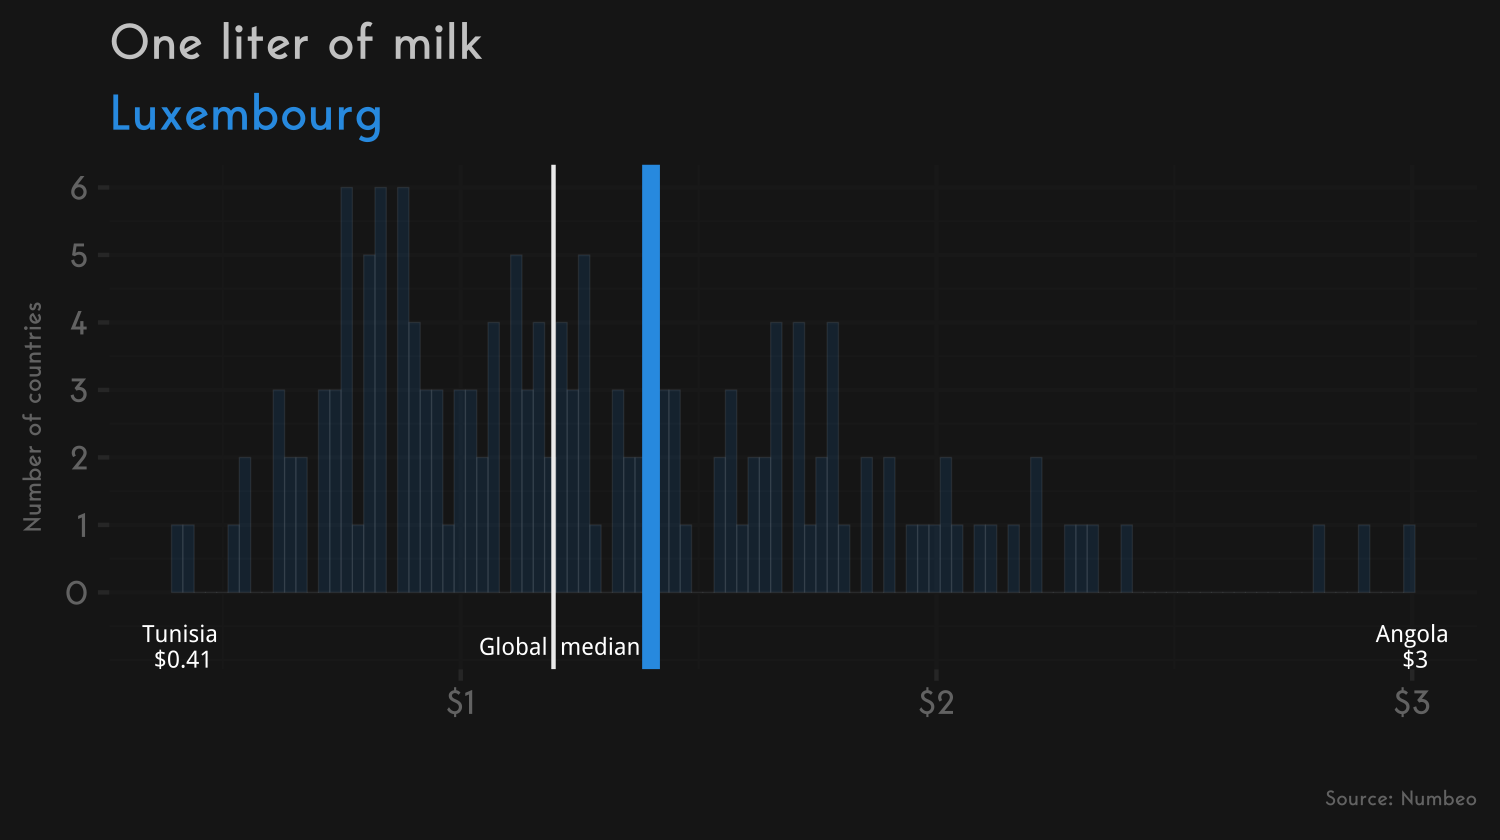 One liter of milk
Luxembourg
Number of countries
6
5
4
3
2
1
0
Tunisia
$0.41
Global median
Angola
$3
$1 $2 $3
Source: Numbeo